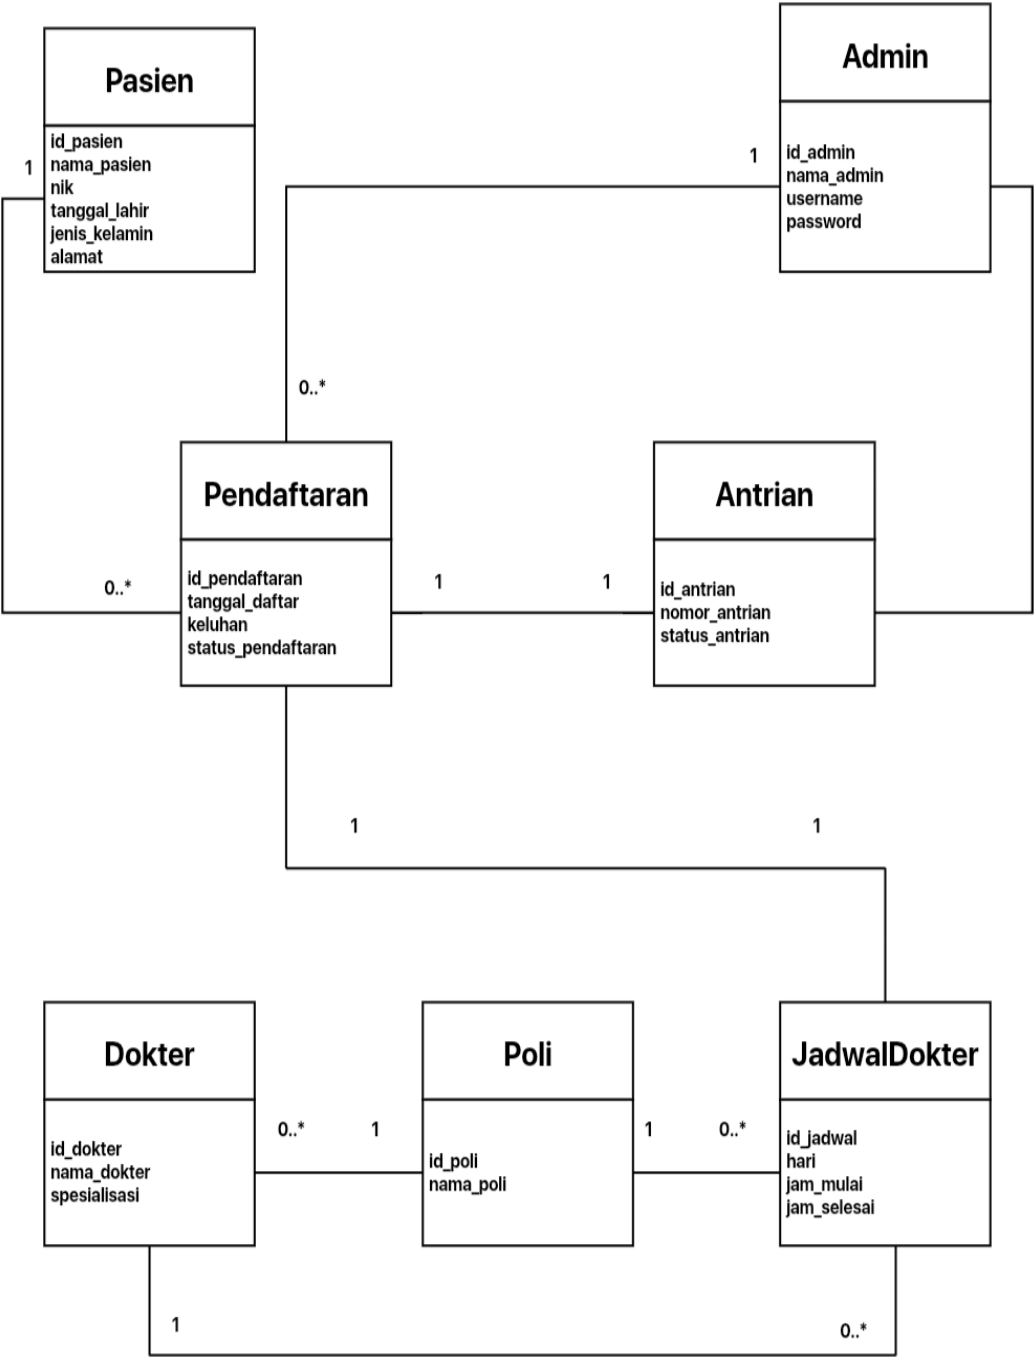 Pasien
id_pasien
nama_pasien
nik
tanggal_lahir
jenis_kelamin
alamat
1
Admin
id_admin
nama_admin
username
password
1
0..*
Pendaftaran
id_pendaftaran
tanggal_daftar
keluhan
status_pendaftaran
0..*
1
1
Antrian
id_antrian
nomor_antrian
status_antrian
1
1
Dokter
id_dokter
nama_dokter
spesialisasi
0..*
1
Poli
id_poli
nama_poli
1
0..*
JadwalDokter
id_jadwal
hari
jam_mulai
jam_selesai
1
0..*